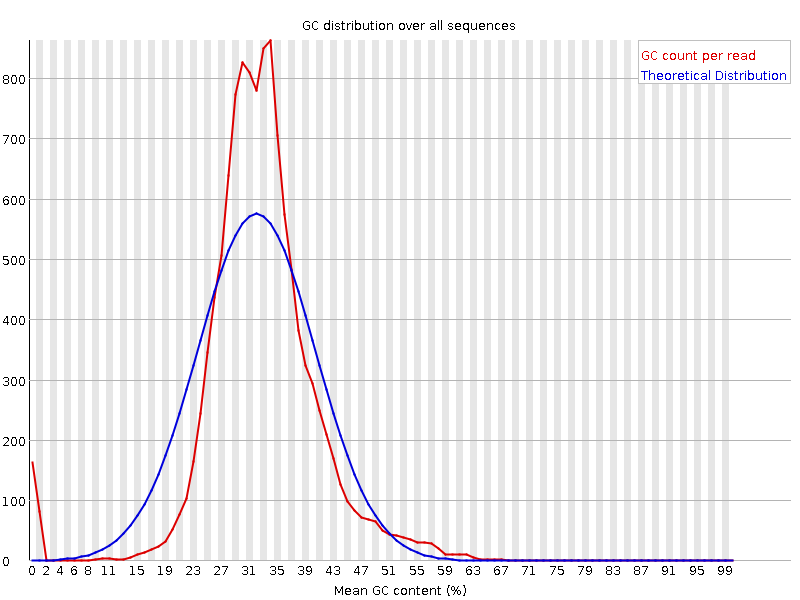 GC distribution over all sequences
GC count per read
Theoretical Distribution
800
700
600
500
400
300
200
100
0
0 2 4 6 8 11 15 19 23 27 31 35 39 43 47 51 55 59 63 67 71 75 79 83 87 91 95 99
Mean GC content (%)